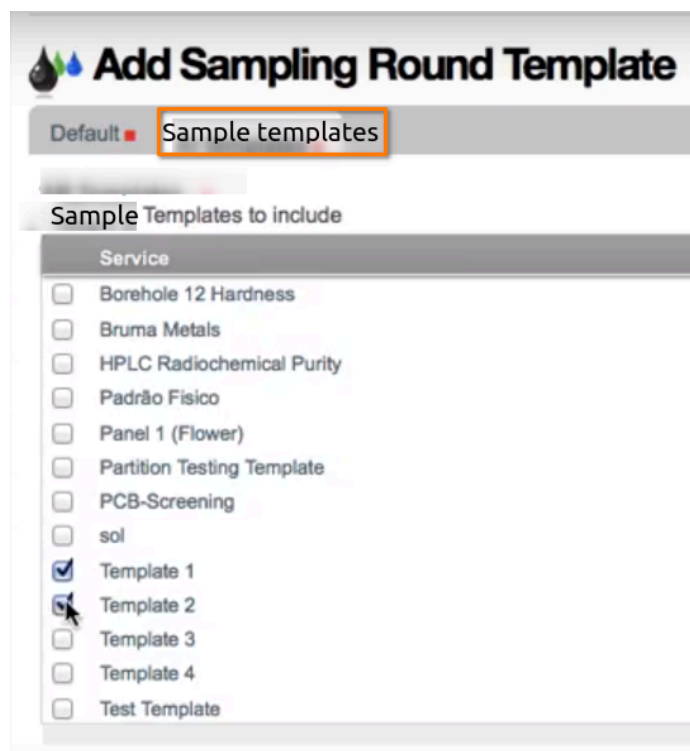 Add Sampling Round Template
Default Sample templates
Sample Templates to include
Service
Borehole 12 Hardness
Bruma Metals
HPLC Radiochemical Purity
Padrão Fisico
Panel 1 (Flower)
Partition Testing Template
PCB-Screening
sol
Template 1
Template 2
Template 3
Template 4
Test Template